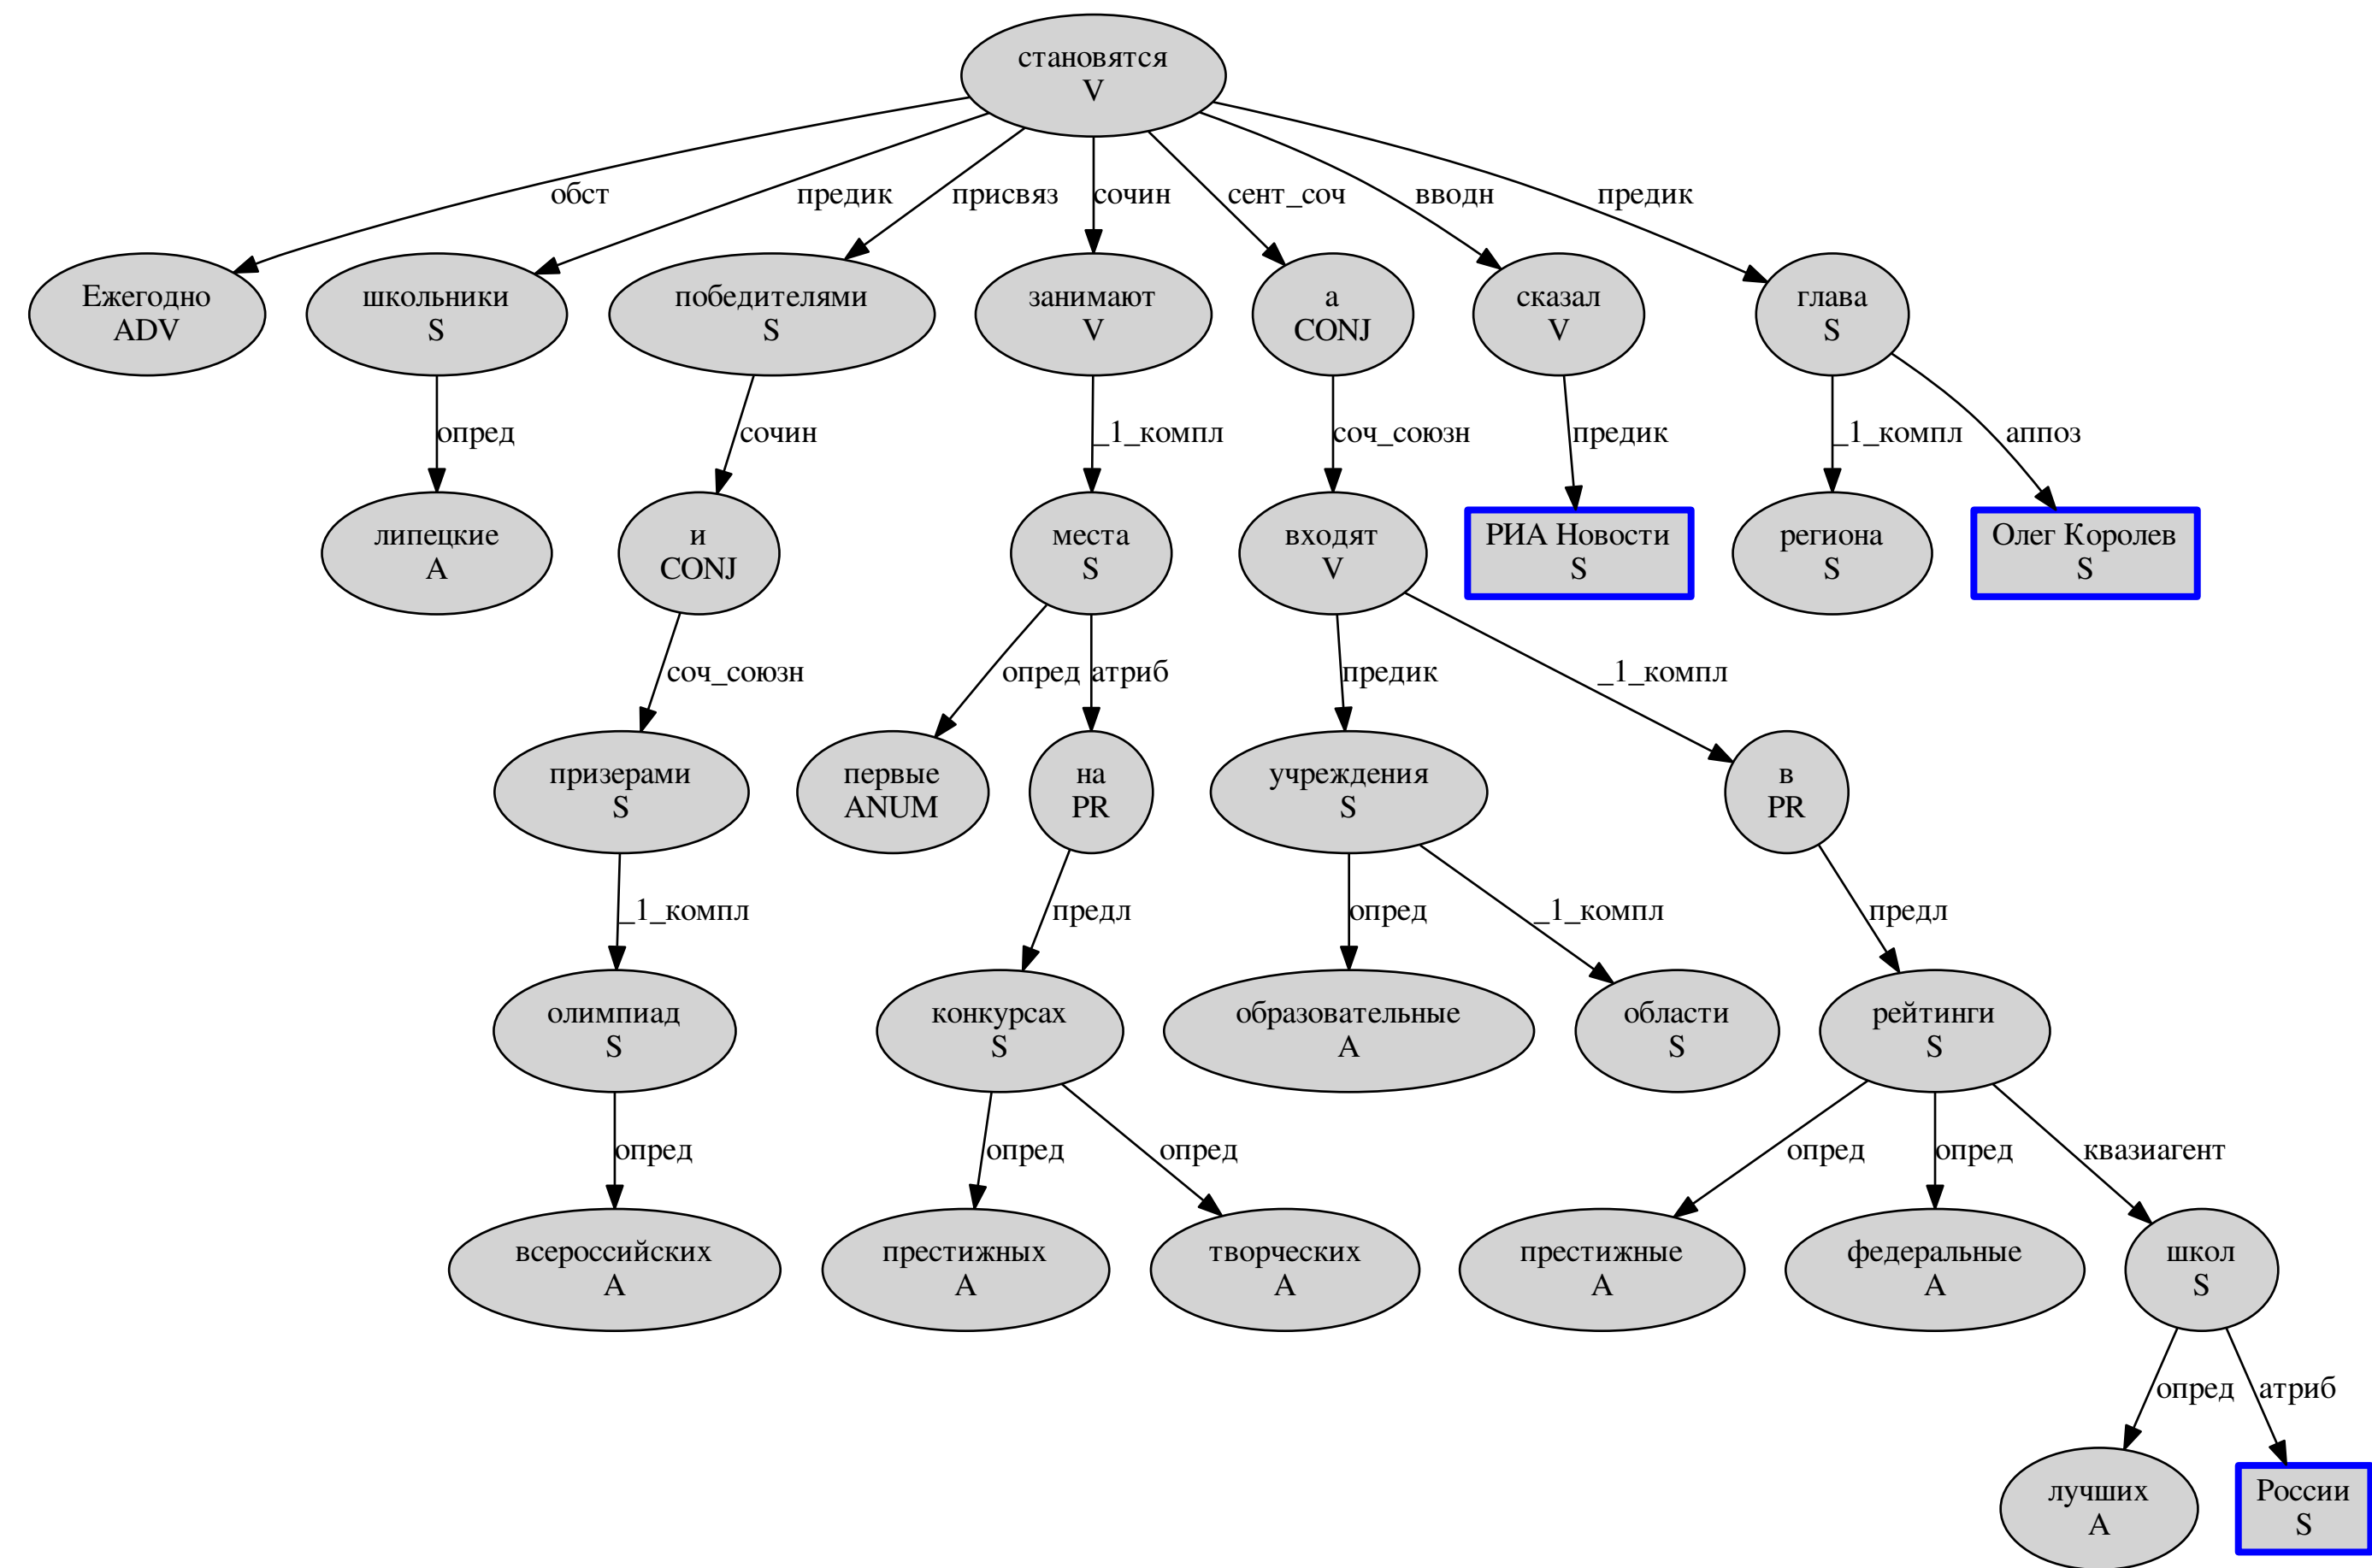 становятся
V
обст
предик
присвяз
сочин
сент_соч
вводн
предик
Ежегодно
ADV
школьники
S
победителями
S
занимают
V
а
CONJ
сказал
V
глава
S
опред
сочин
_1_компл
соч_союзн
предик
_1_компл
аппоз
липецкие
A
и
CONJ
места
S
входят
V
РИА Новости
S
региона
S
Олег Королев
S
соч_союзн
опред
атриб
предик
_1_компл
призерами
S
первые
ANUM
на
PR
учреждения
S
в
PR
_1_компл
предл
опред
_1_компл
предл
олимпиад
S
конкурсах
S
образовательные
A
области
S
рейтинги
S
опред
опред
опред
опред
опред
квазиагент
всероссийских
A
престижных
A
творческих
A
престижные
A
федеральные
A
школ
S
опред
атриб
лучших
A
России
S